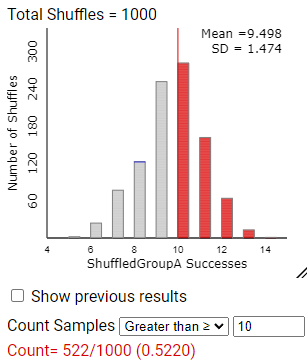 Total Shuffles = 1000
Mean =9.498
SD = 1.474
300
240
180
120
60
Number of Shuffles
4 6 8 10 12 14
ShuffledGroupA Successes
Show previous results
Count Samples Greater than ≥ 10
Count= 522/1000 (0.5220)